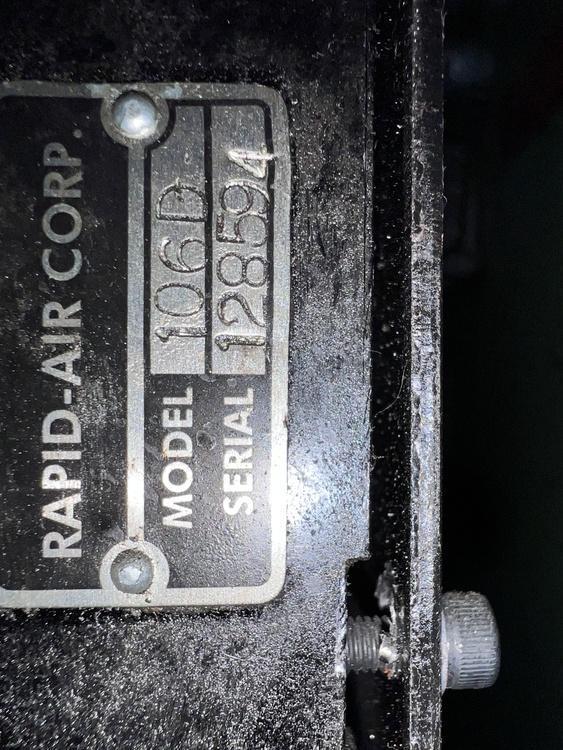 RAPID-AIR CORP.
MODEL 106D
SERIAL 128594